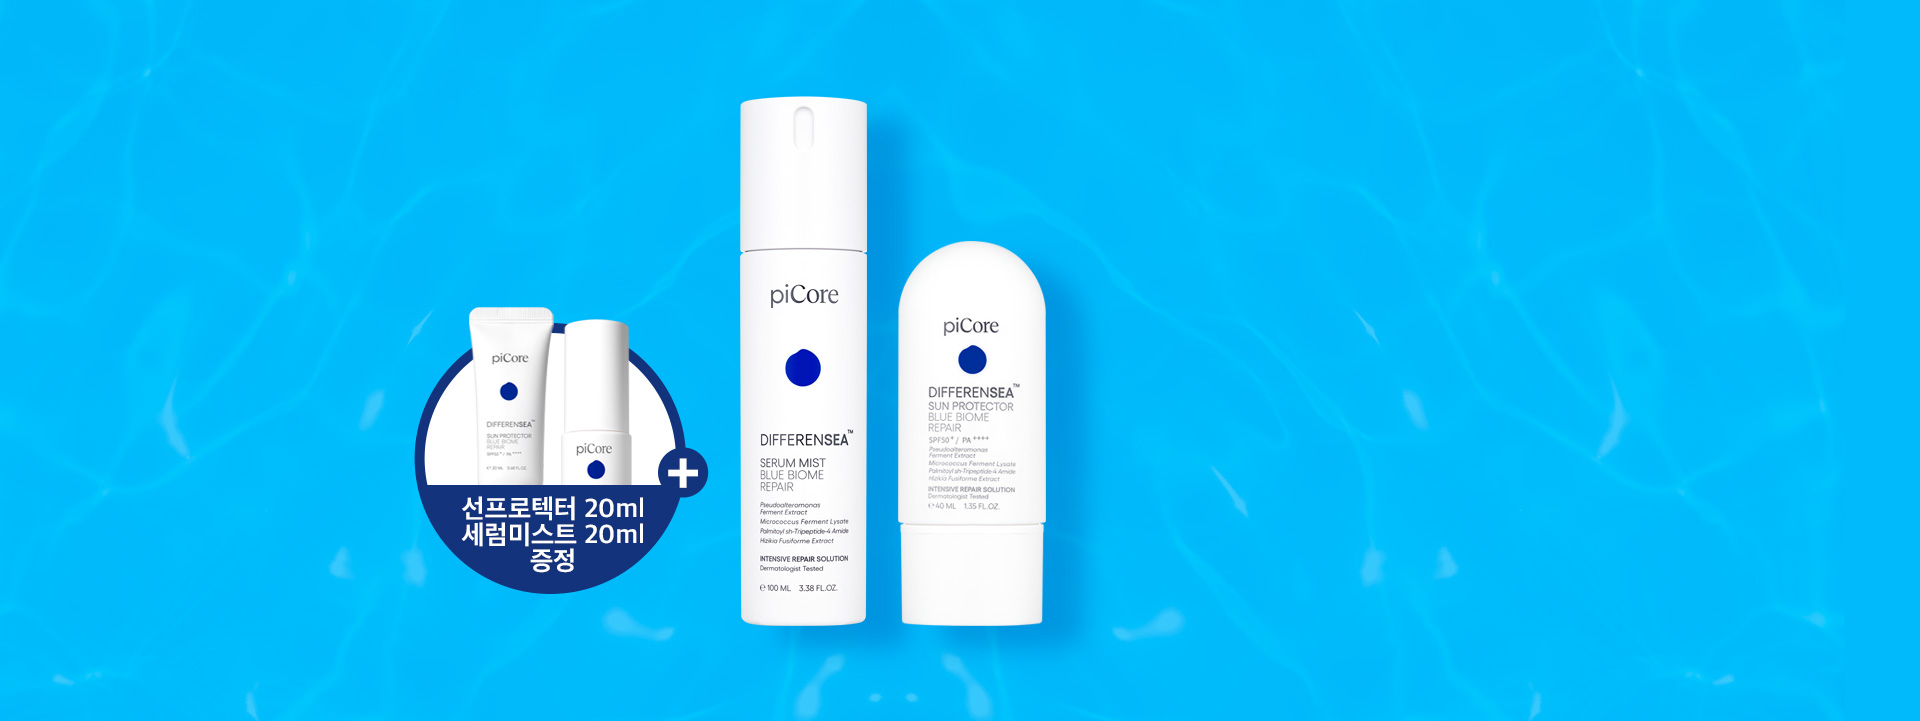 piCore
DIFFERENSEA™
SUN PROTECTOR
BLUE BIOME
REPAIR
SPF50+ / PA ++++
piCore
선프로텍터 20ml
세럼미스트 20ml
증정
piCore
DIFFERENSEA™
SERUM MIST
BLUE BIOME
REPAIR
Pseudoalteromonas
Ferment Extract
Micrococcus Ferment Lysate
Palmitoyl sh-Tripeptide-4 Amide
Hizikia Fusiforme Extract
INTENSIVE REPAIR SOLUTION
Dermatologist Tested
℮ 100 ML 3.38 FL.OZ.
piCore
DIFFERENSEA™
SUN PROTECTOR
BLUE BIOME
REPAIR
SPF50+ / PA ++++
Pseudoalteromonas
Ferment Extract
Micrococcus Ferment Lysate
Palmitoyl sh-Tripeptide-4 Amide
Hizikia Fusiforme Extract
INTENSIVE REPAIR SOLUTION
Dermatologist Tested
℮ 40 ML 1.35 FL.OZ.